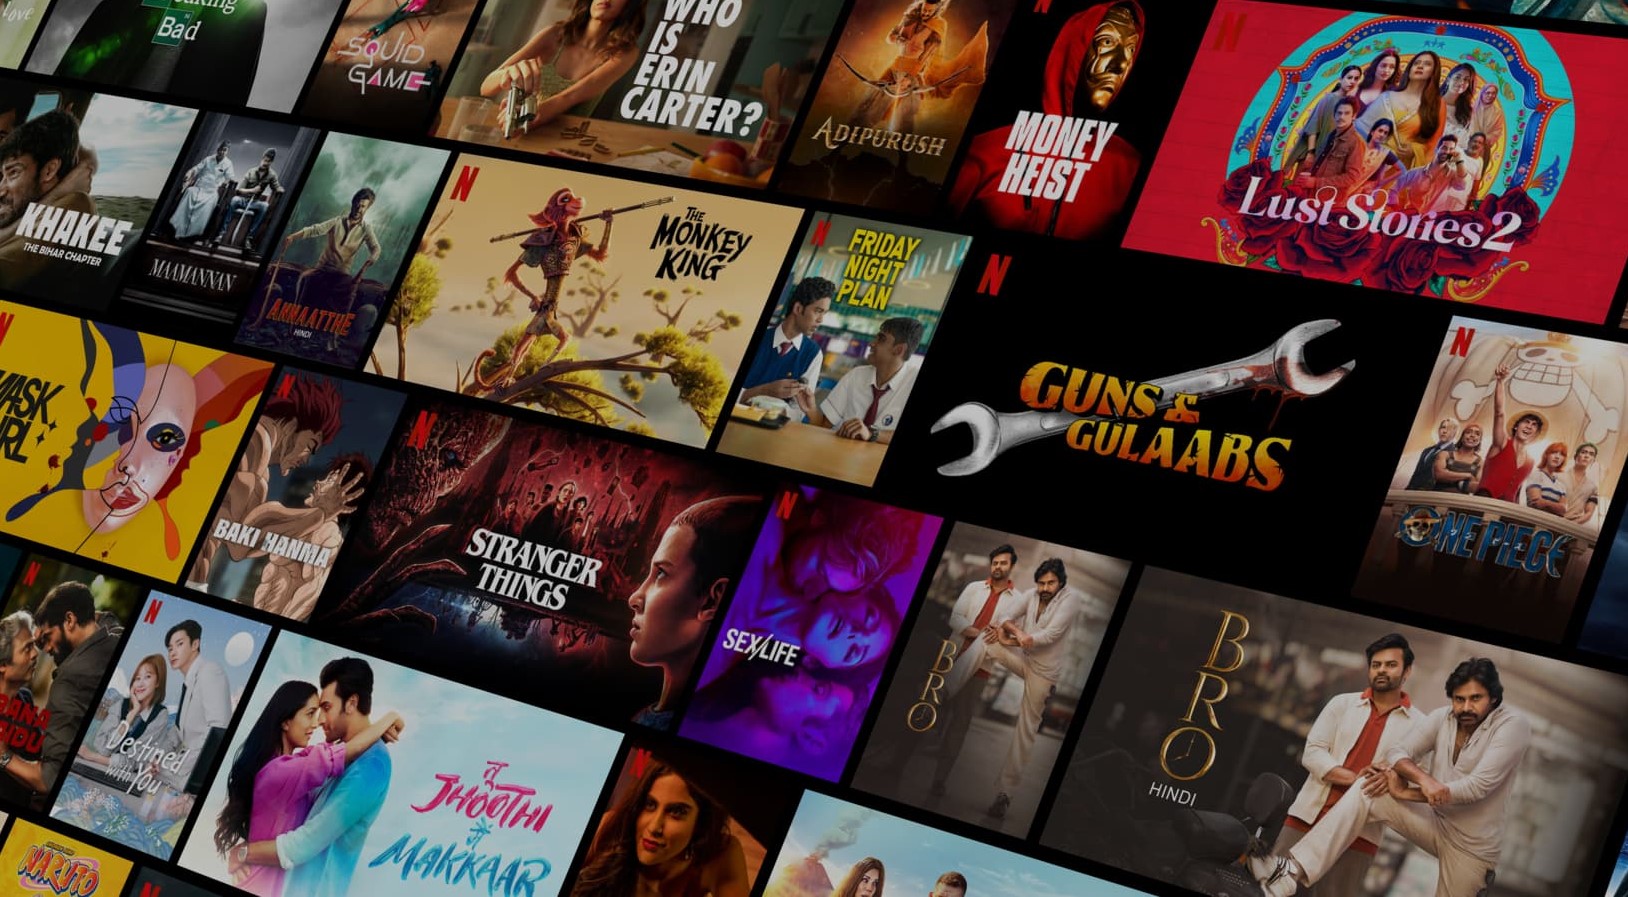 Love
Breaking
Bad
SQUID
GAME
WHO
IS
ERIN
CARTER?
ADIPURUSH
N
MONEY
HEIST
N
Lust Stories 2
KHAKEE
THE BIHAR CHAPTER
MAAMANNAN
ANNAATTHE
HINDI
N
THE
MONKEY
KING
N
FRIDAY
NIGHT
PLAN
N
GUNS &
GULAABS
N
ONE PIECE
N
MASK
GIRL
N
BAKI HANMA
N
STRANGER
THINGS
N
SEX/LIFE
BRO
BRO
HINDI
N
N
Destined
with You
तू
JHOOTHI
मैं
MAKKAAR
N
NARUTO
N